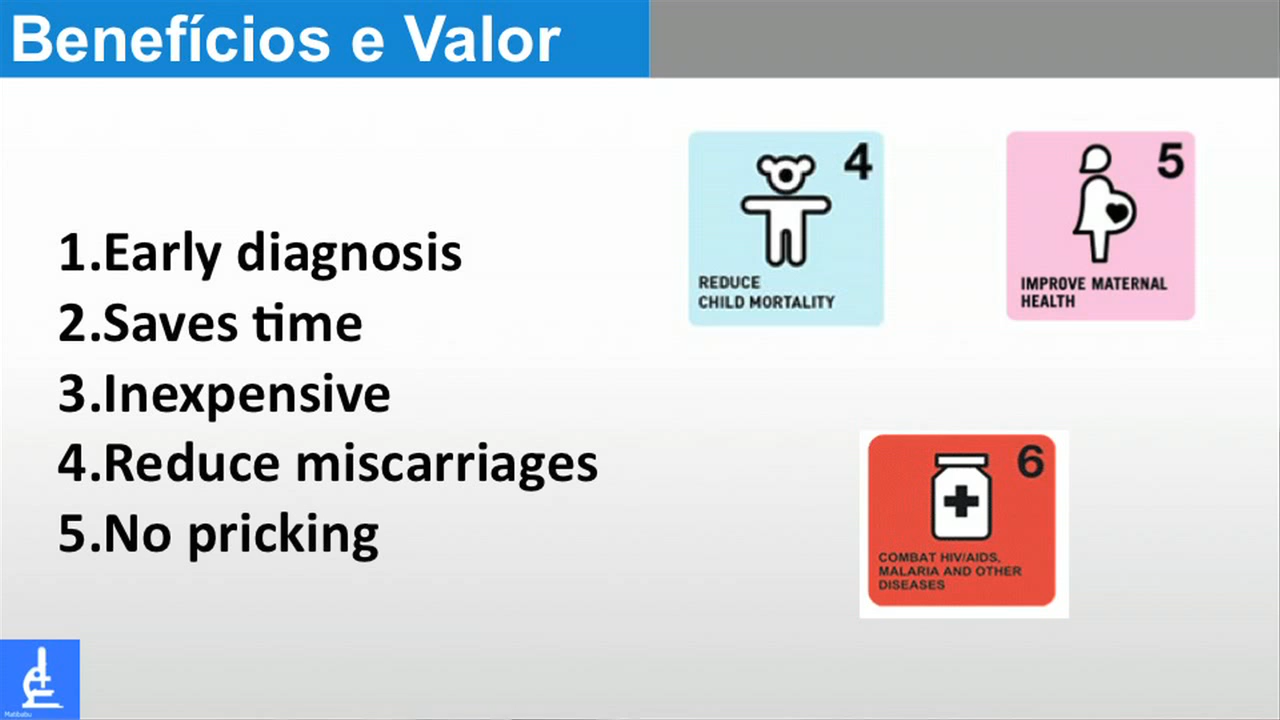 Benefícios e Valor
1.Early diagnosis
2.Saves time
3.Inexpensive
4.Reduce miscarriages
5.No pricking
4
REDUCE
CHILD MORTALITY
5
IMPROVE MATERNAL
HEALTH
6
COMBAT HIV/AIDS,
MALARIA AND OTHER
DISEASES
Matibabu